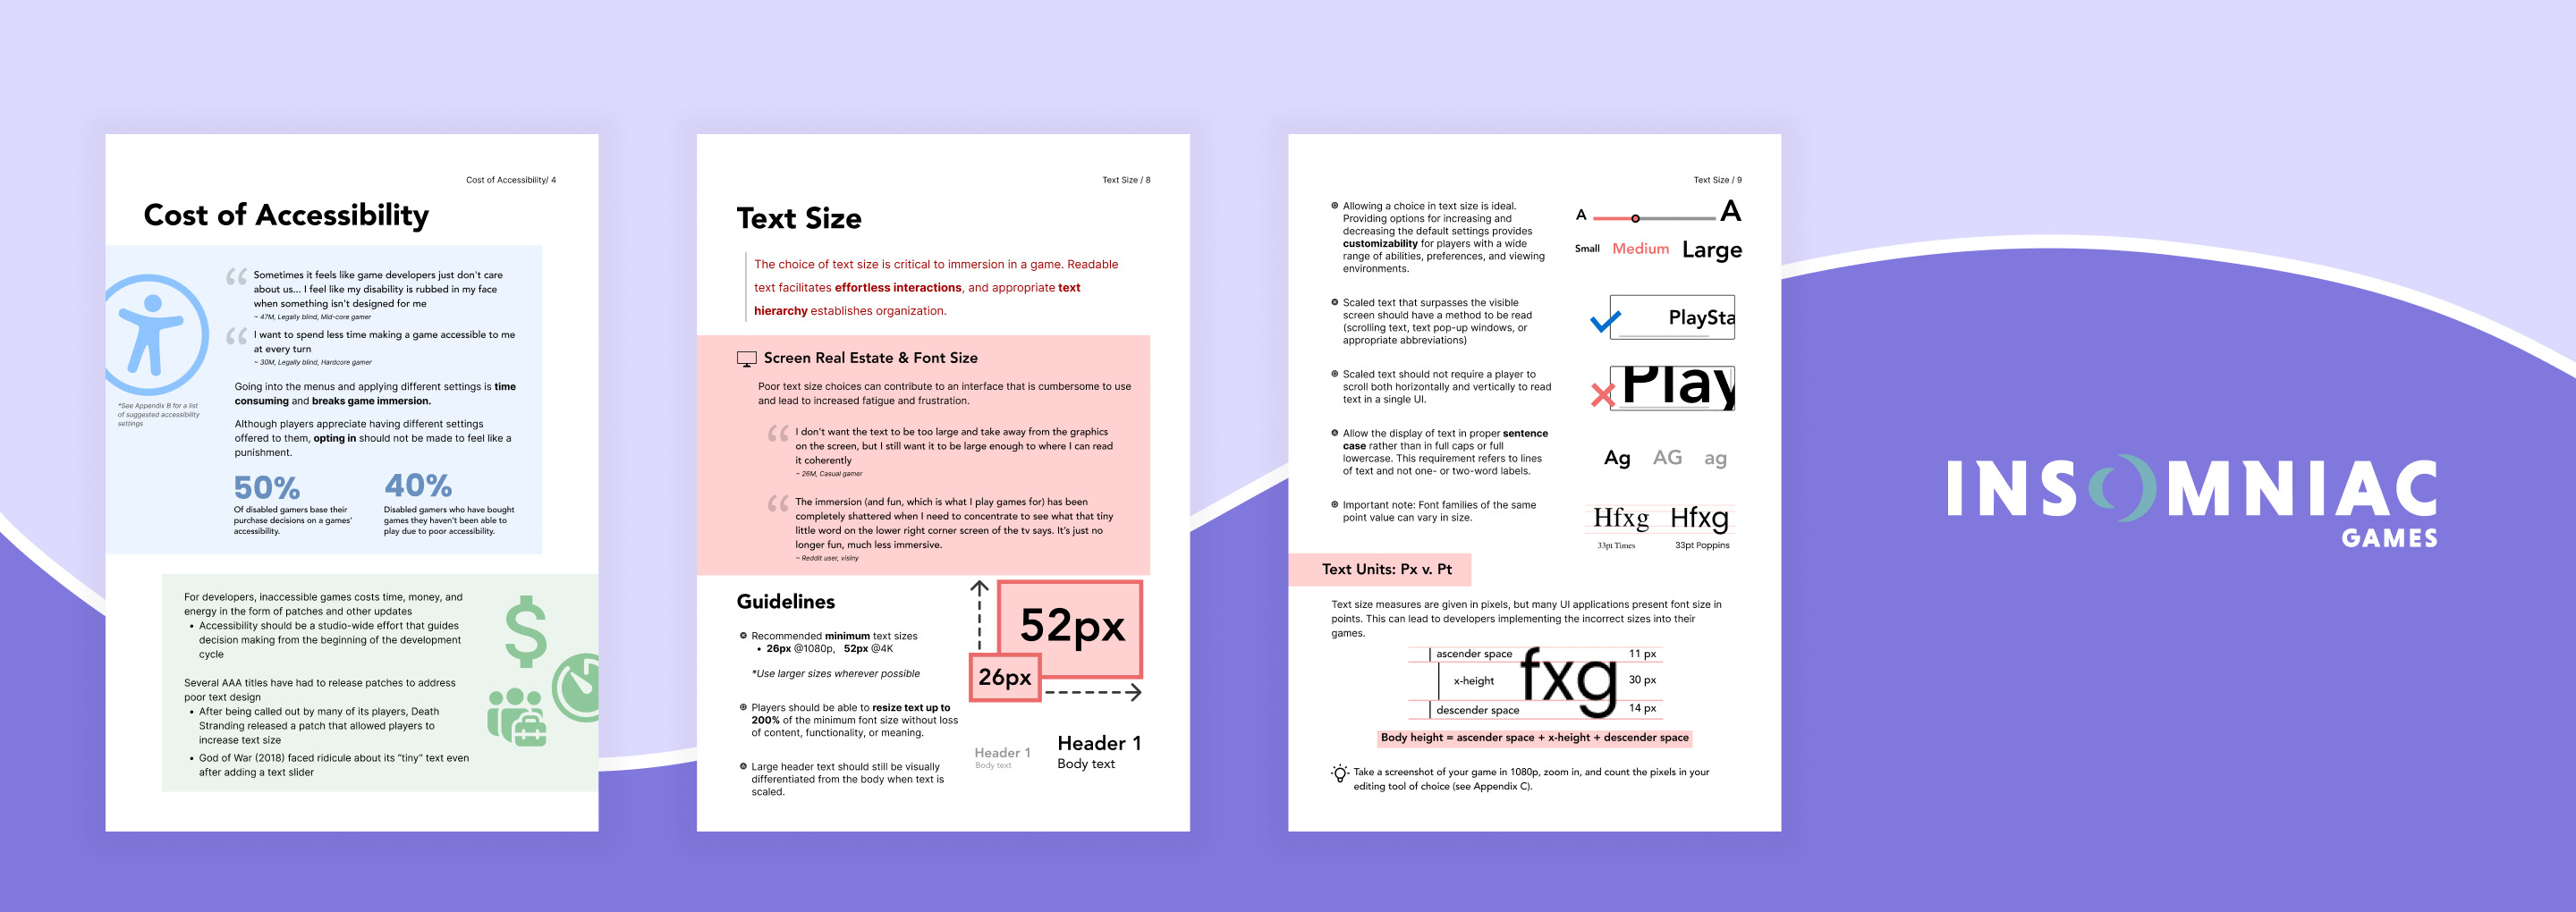 Cost of Accessibility/ 4
Cost of Accessibility
“ Sometimes it feels like game developers just don't care
about us... I feel like my disability is rubbed in my face
when something isn't designed for me
~ 47M, Legally blind, Mid-core gamer
“ I want to spend less time making a game accessible to me
at every turn
~ 30M, Legally blind, Hardcore gamer
Going into the menus and applying different settings is time
consuming and breaks game immersion.
*See Appendix B for a list
of suggested accessibility
settings
Although players appreciate having different settings
offered to them, opting in should not be made to feel like a
punishment.
50%
Of disabled gamers base their
purchase decisions on a games'
accessibility.
40%
Disabled gamers who have bought
games they haven't been able to
play due to poor accessibility.
For developers, inaccessible games costs time, money, and
energy in the form of patches and other updates
• Accessibility should be a studio-wide effort that guides
decision making from the beginning of the development
cycle
Several AAA titles have had to release patches to address
poor text design
• After being called out by many of its players, Death
Stranding released a patch that allowed players to
increase text size
• God of War (2018) faced ridicule about its “tiny” text even
after adding a text slider
$
Text Size / 8
Text Size
The choice of text size is critical to immersion in a game. Readable
text facilitates effortless interactions, and appropriate text
hierarchy establishes organization.
Screen Real Estate & Font Size
Poor text size choices can contribute to an interface that is cumbersome to use
and lead to increased fatigue and frustration.
“ I don't want the text to be too large and take away from the graphics
on the screen, but I still want it to be large enough to where I can read
it coherently
~ 26M, Casual gamer
“ The immersion (and fun, which is what I play games for) has been
completely shattered when I need to concentrate to see what that tiny
little word on the lower right corner screen of the tv says. It's just no
longer fun, much less immersive.
~ Reddit user, visiny
Guidelines
Recommended minimum text sizes
• 26px @1080p, 52px @4K
*Use larger sizes wherever possible
Players should be able to resize text up to
200% of the minimum font size without loss
of content, functionality, or meaning.
Large header text should still be visually
differentiated from the body when text is
scaled.
52px
26px
Header 1
Body text
Header 1
Body text
Text Size / 9
Allowing a choice in text size is ideal.
Providing options for increasing and
decreasing the default settings provides
customizability for players with a wide
range of abilities, preferences, and viewing
environments.
A A
Small Medium Large
Scaled text that surpasses the visible
screen should have a method to be read
(scrolling text, text pop-up windows, or
appropriate abbreviations)
PlaySta
Scaled text should not require a player to
scroll both horizontally and vertically to read
text in a single UI.
Play
Allow the display of text in proper sentence
case rather than in full caps or full
lowercase. This requirement refers to lines
of text and not one- or two-word labels.
Ag AG ag
Important note: Font families of the same
point value can vary in size.
Hfxg Hfxg
33pt Times 33pt Poppins
Text Units: Px v. Pt
Text size measures are given in pixels, but many UI applications present font size in
points. This can lead to developers implementing the incorrect sizes into their
games.
ascender space 11 px
x-height fxg 30 px
descender space 14 px
Body height = ascender space + x-height + descender space
Take a screenshot of your game in 1080p, zoom in, and count the pixels in your
editing tool of choice (see Appendix C).
INSOMNIAC
GAMES